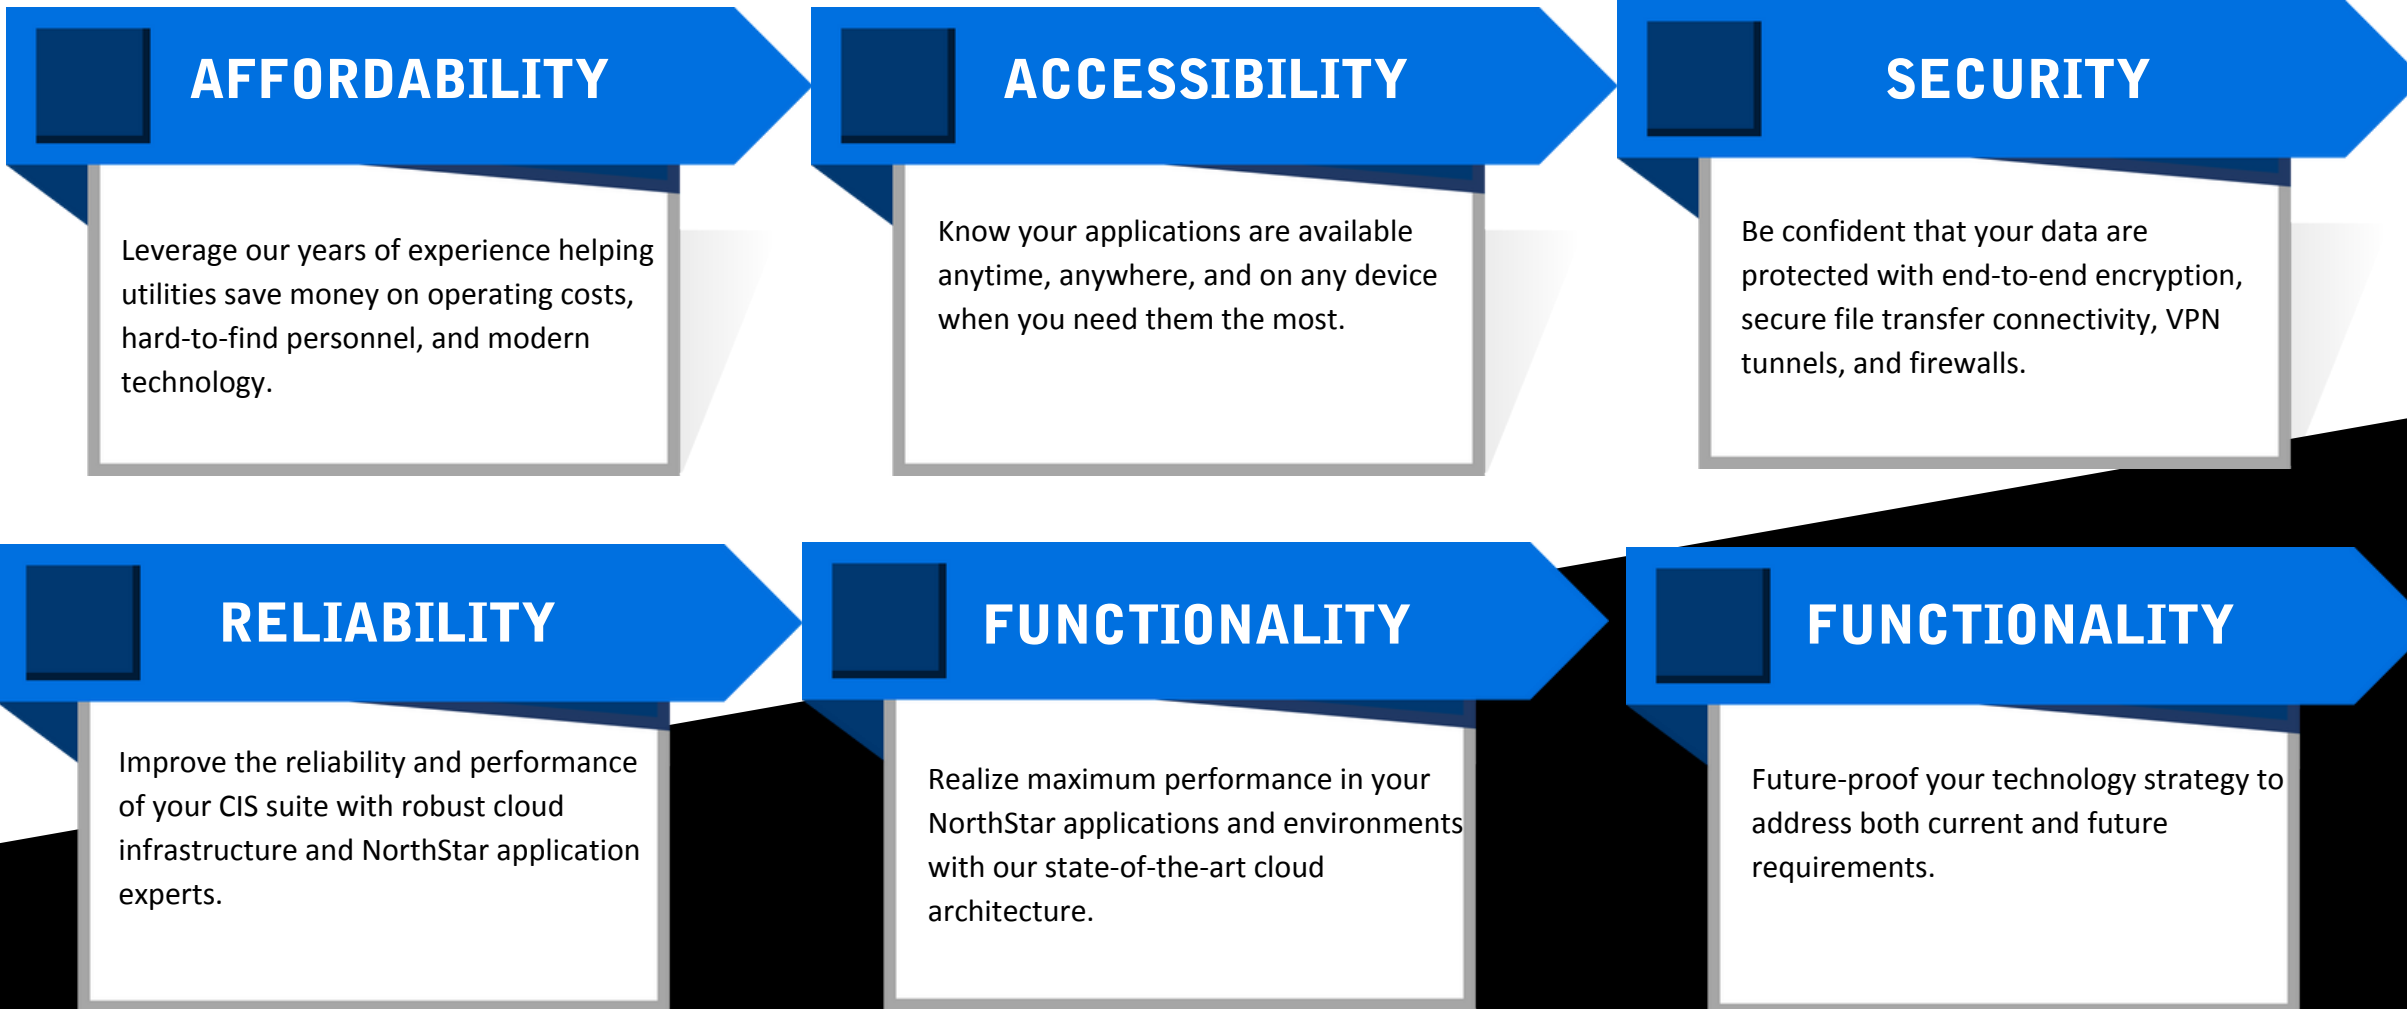 AFFORDABILITY
Leverage our years of experience helping
utilities save money on operating costs,
hard-to-find personnel, and modern
technology.
ACCESSIBILITY
Know your applications are available
anytime, anywhere, and on any device
when you need them the most.
SECURITY
Be confident that your data are
protected with end-to-end encryption,
secure file transfer connectivity, VPN
tunnels, and firewalls.
RELIABILITY
Improve the reliability and performance
of your CIS suite with robust cloud
infrastructure and NorthStar application
experts.
FUNCTIONALITY
Realize maximum performance in your
NorthStar applications and environments
with our state-of-the-art cloud
architecture.
FUNCTIONALITY
Future-proof your technology strategy to
address both current and future
requirements.